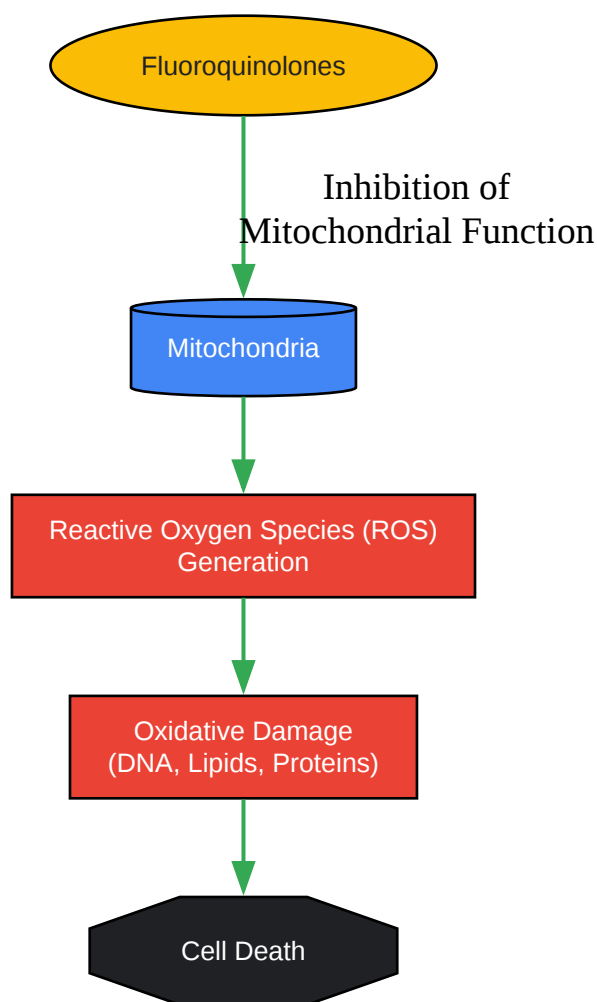 Fluoroquinolones
Inhibition of
Mitochondrial Function
Mitochondria
Reactive Oxygen Species (ROS)
Generation
Oxidative Damage
(DNA, Lipids, Proteins)
Cell Death